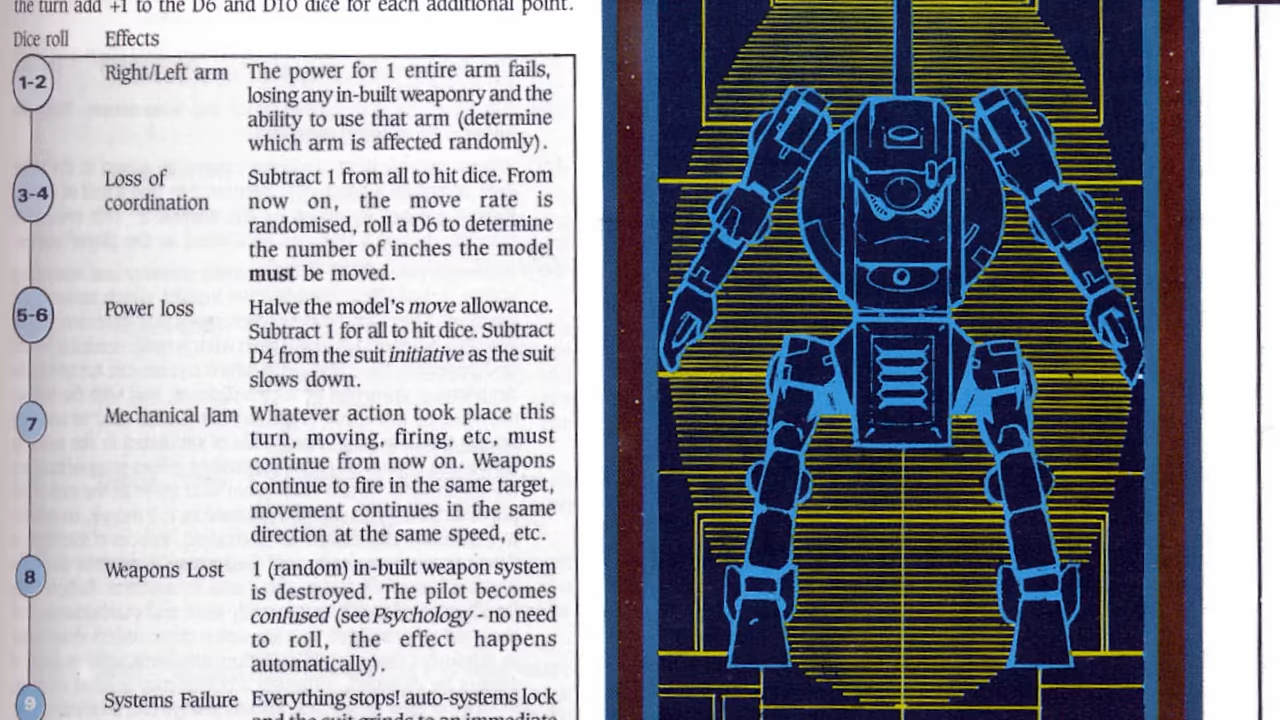 the turn add +1 to the D6 and D10 dice for each additional point.
Dice roll Effects
1-2 Right/Left arm The power for 1 entire arm fails,
losing any in-built weaponry and the
ability to use that arm (determine
which arm is affected randomly).
3-4 Loss of coordination Subtract 1 from all to hit dice. From
now on, the move rate is
randomised, roll a D6 to determine
the number of inches the model
must be moved.
5-6 Power loss Halve the model's move allowance.
Subtract 1 for all to hit dice. Subtract
D4 from the suit initiative as the suit
slows down.
7 Mechanical Jam Whatever action took place this
turn, moving, firing, etc, must
continue from now on. Weapons
continue to fire in the same target,
movement continues in the same
direction at the same speed, etc.
8 Weapons Lost 1 (random) in-built weapon system
is destroyed. The pilot becomes
confused (see Psychology - no need
to roll, the effect happens
automatically).
9 Systems Failure Everything stops! auto-systems lock
and the suit grinds to an immediate